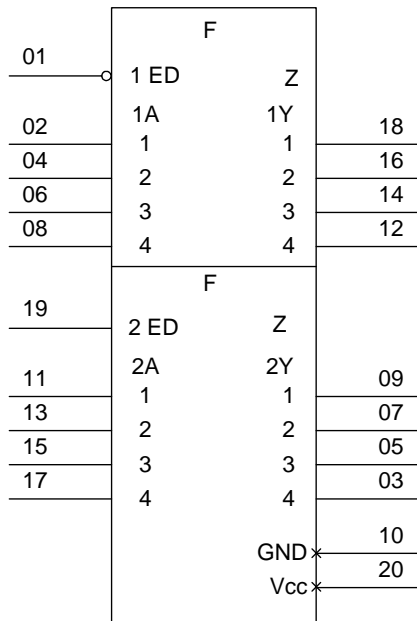 F
01
1 ED Z
1A 1Y
02 1 1 18
04 2 2 16
06 3 3 14
08 4 4 12
F
19
2 ED Z
2A 2Y
11 1 1 09
13 2 2 07
15 3 3 05
17 4 4 03
GND 10
Vcc 20